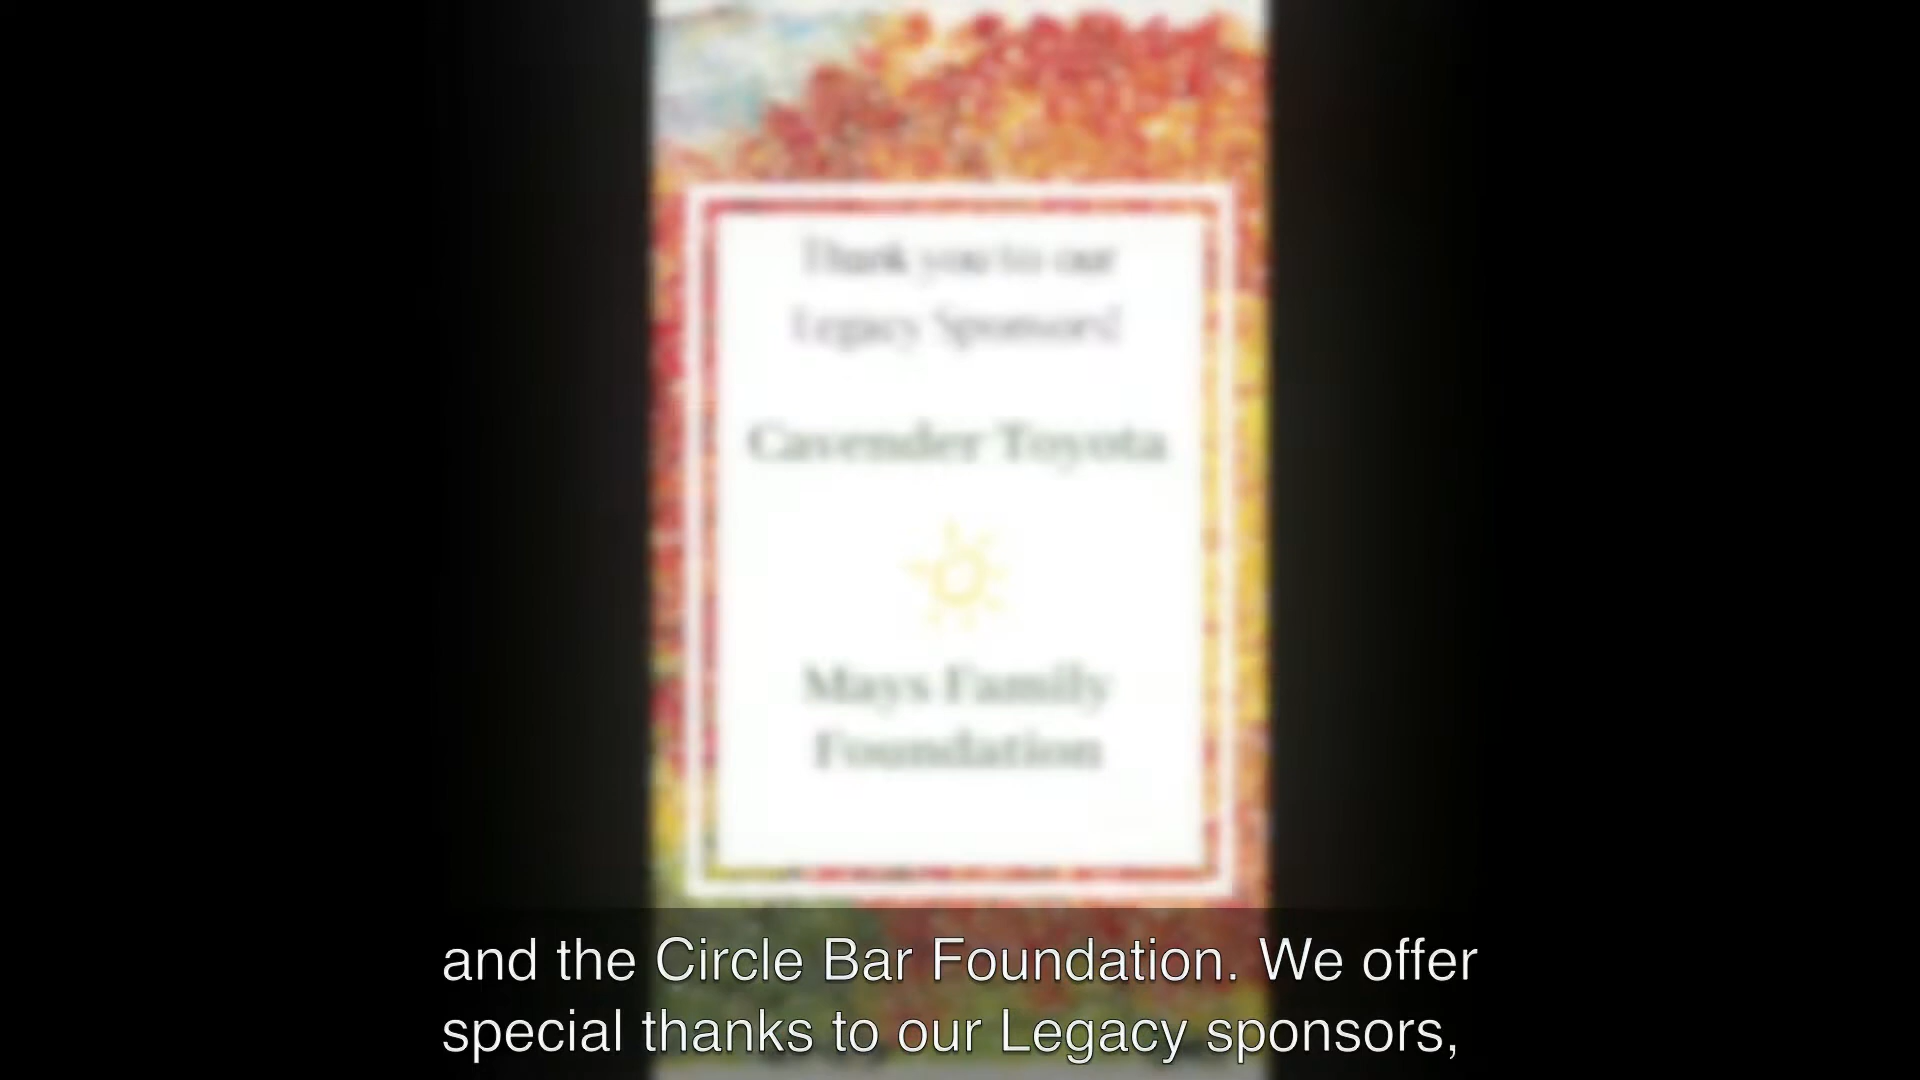 Thank you to our
Legacy Sponsors!
Cavender Toyota
Mays Family
Foundation
and the Circle Bar Foundation. We offer
special thanks to our Legacy sponsors,